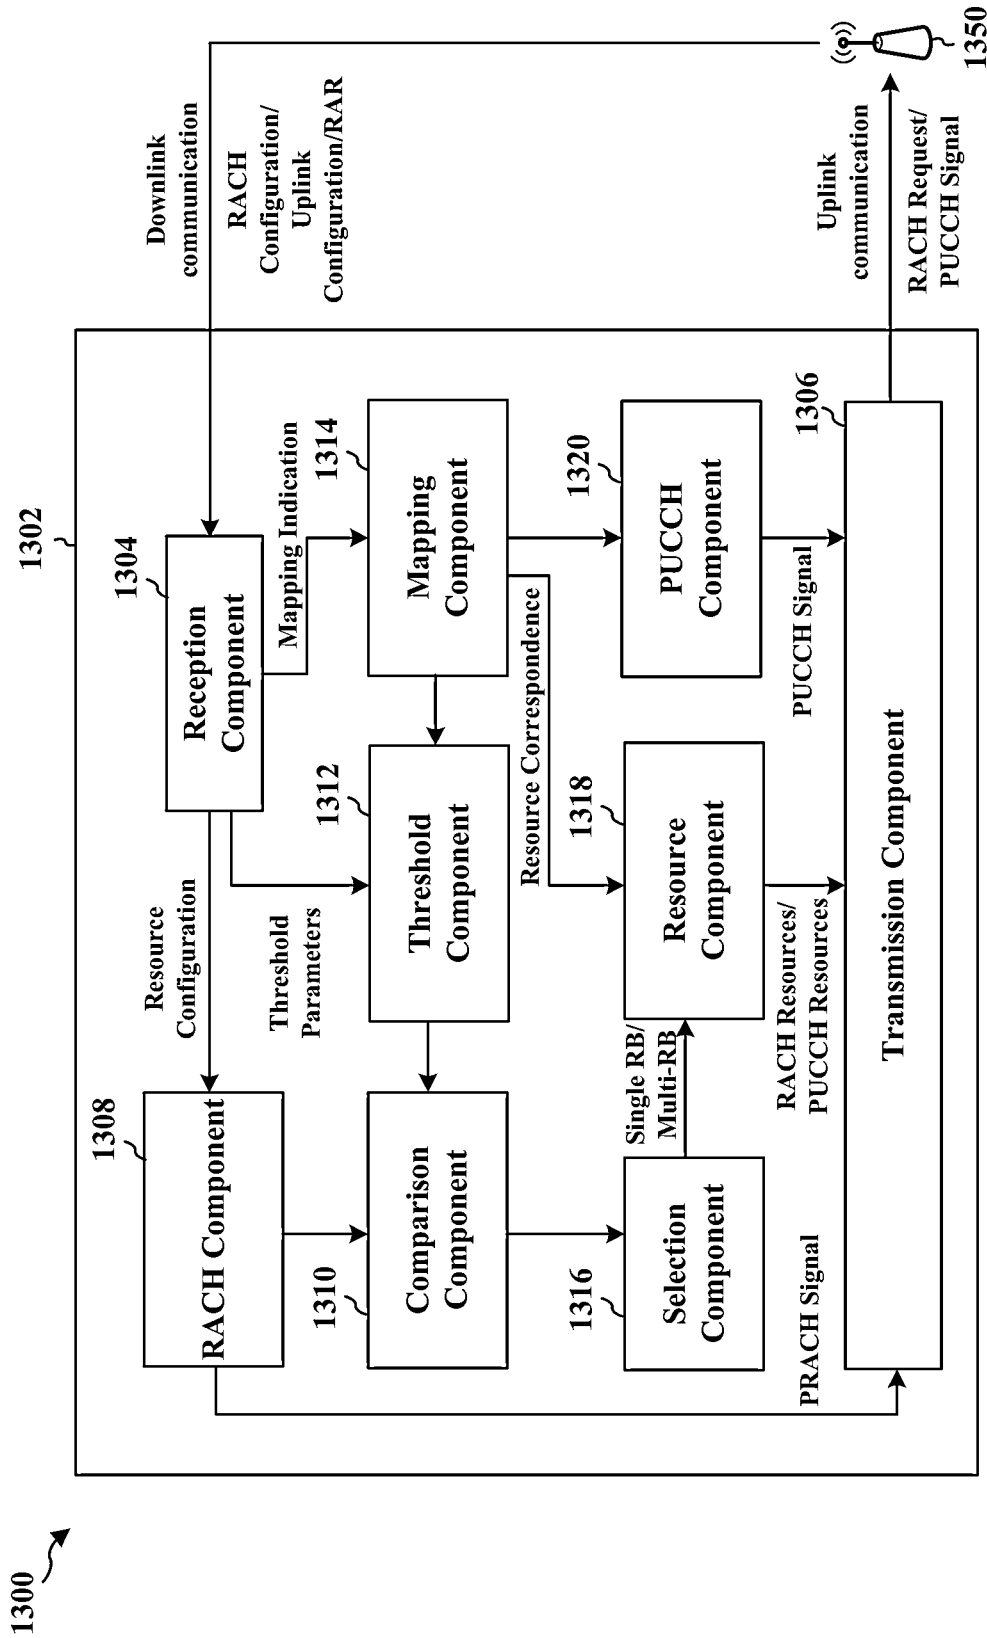 1300
1302
Downlink
communication
RACH
Configuration/
Uplink
Configuration/RAR
1350
Uplink
communication
RACH Request/
PUCCH Signal
1304
Reception
Component
Resource
Configuration
Threshold
Parameters
Mapping Indication
1308
RACH Component
1310
Comparison
Component
1312
Threshold
Component
1314
Mapping
Component
Resource Correspondence
1316
Selection
Component
Single RB/
Multi-RB
1318
Resource
Component
1320
PUCCH
Component
PRACH Signal
RACH Resources/
PUCCH Resources
PUCCH Signal
1306
Transmission Component